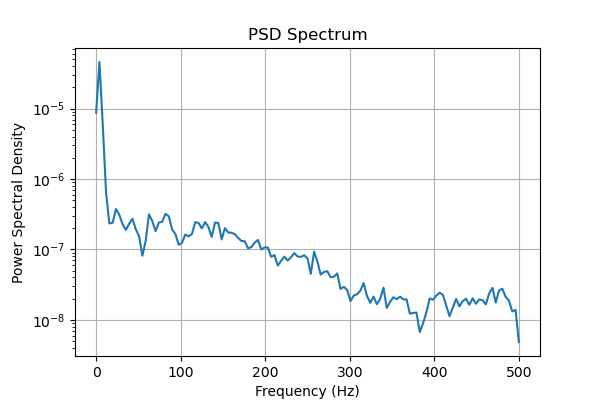 PSD Spectrum
Power Spectral Density
10⁻⁵
10⁻⁶
10⁻⁷
10⁻⁸
0 100 200 300 400 500
Frequency (Hz)